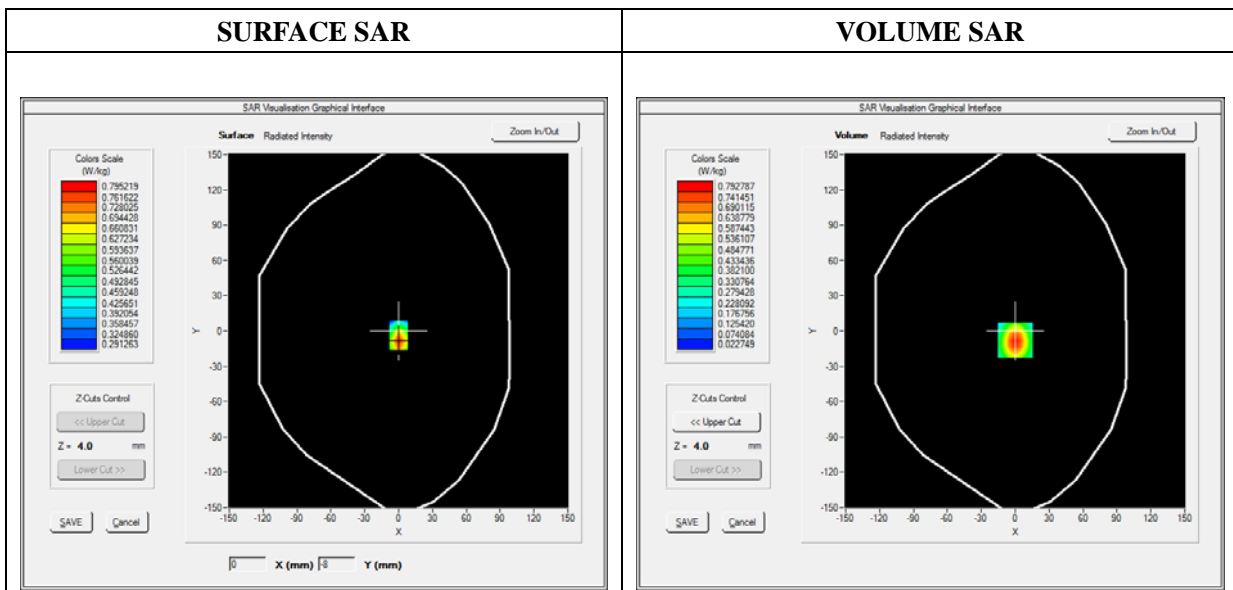 SURFACE SAR
VOLUME SAR
SAR Visualisation Graphical Interface
Surface Radiated Intensity
Zoom In/Out
Colors Scale
(W/kg)
0.795219
0.761622
0.728025
0.694428
0.660831
0.627234
0.593637
0.560039
0.526442
0.492845
0.459248
0.425651
0.392054
0.358457
0.324860
0.291263
150
120
90
60
30
0
-30
-60
-90
-120
-150
Y
-150 -120 -90 -60 -30 0 30 60 90 120 150
X
Z-Cuts Control
<< Upper Cut
Z = 4.0 mm
Lower Cut >>
SAVE Cancel
0 X (mm) -8 Y (mm)
SAR Visualisation Graphical Interface
Volume Radiated Intensity
Zoom In/Out
Colors Scale
(W/kg)
0.792787
0.741451
0.690115
0.638779
0.587443
0.536107
0.484771
0.433436
0.382100
0.330764
0.279428
0.228092
0.176756
0.125420
0.074084
0.022749
150
120
90
60
30
0
-30
-60
-90
-120
-150
Y
-150 -120 -90 -60 -30 0 30 60 90 120 150
X
Z-Cuts Control
<< Upper Cut
Z = 4.0 mm
Lower Cut >>
SAVE Cancel